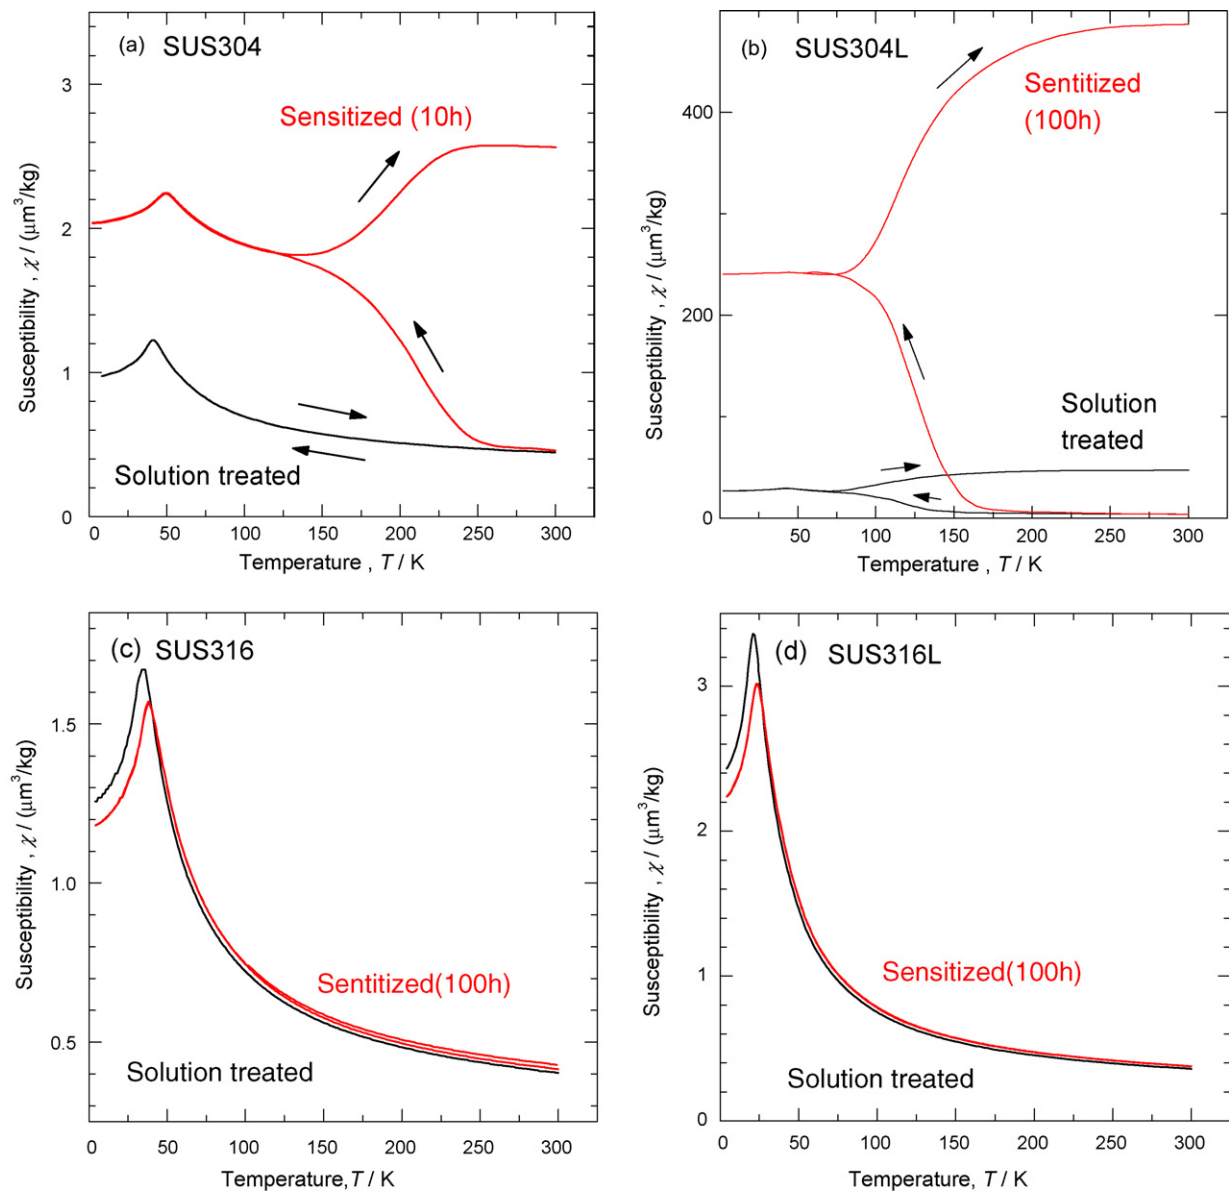 (a) SUS304
Sensitized (10h)
Solution treated
3
2
1
0
Susceptibility , χ / (μm³/kg)
0 50 100 150 200 250 300
Temperature , T / K
(b) SUS304L
Sentitized
(100h)
Solution
treated
400
200
0
Susceptibility , χ / (μm³/kg)
50 100 150 200 250 300
Temperature , T / K
(c) SUS316
Sentitized(100h)
Solution treated
1.5
1.0
0.5
Susceptibility , χ / (μm³/kg)
0 50 100 150 200 250 300
Temperature, T / K
(d) SUS316L
Sensitized(100h)
Solution treated
3
2
1
0
Susceptibility , χ / (μm³/kg)
0 50 100 150 200 250 300
Temperature , T / K